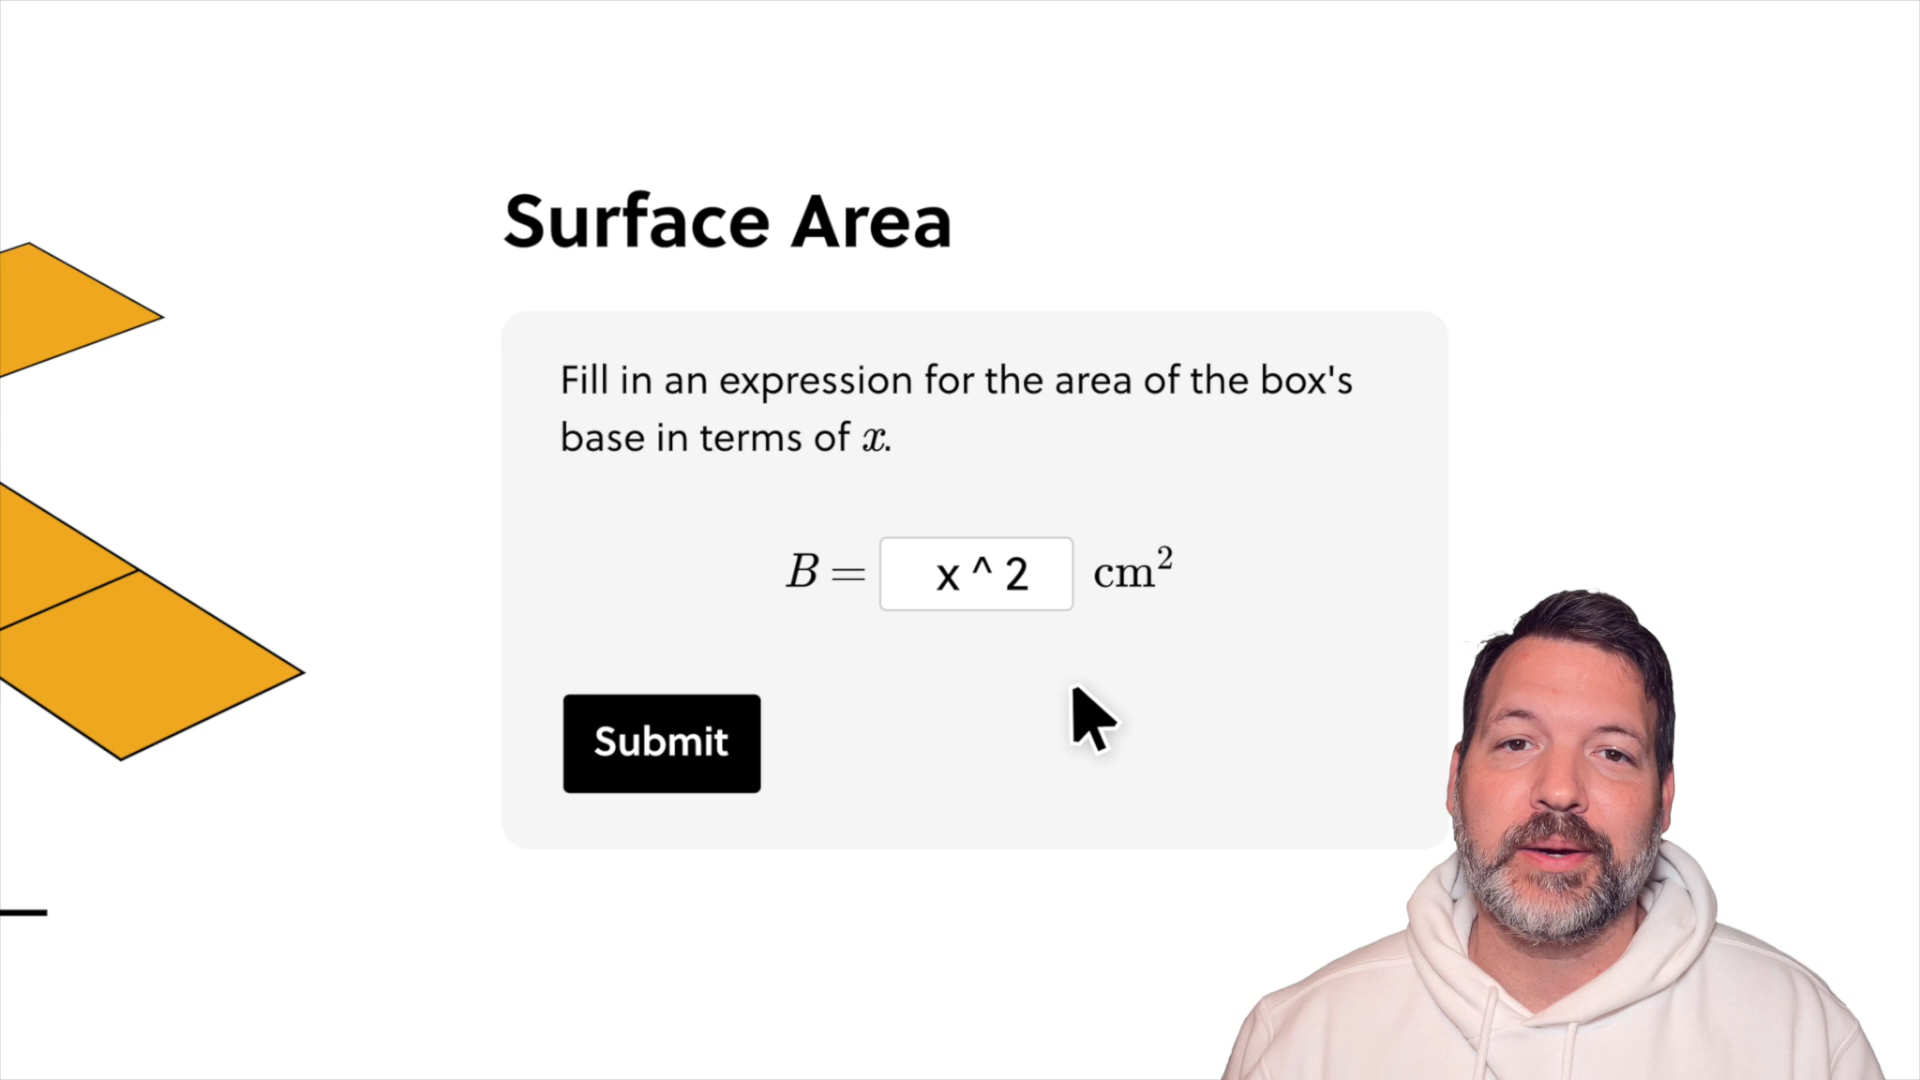 Surface Area
Fill in an expression for the area of the box's
base in terms of x.
B = x ^ 2 cm²
Submit